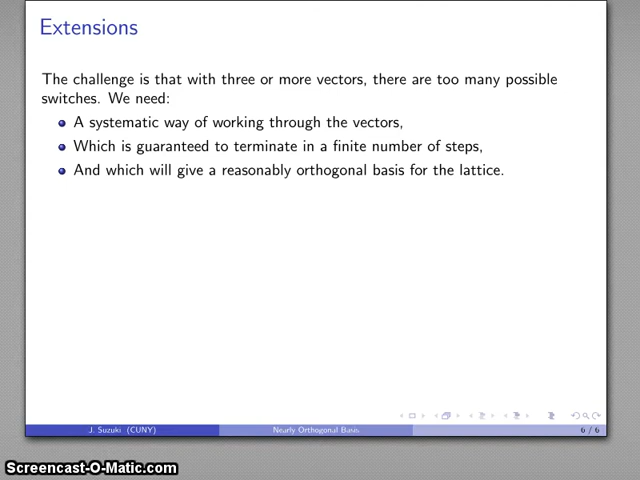 Extensions
The challenge is that with three or more vectors, there are too many possible
switches. We need:
A systematic way of working through the vectors,
Which is guaranteed to terminate in a finite number of steps,
And which will give a reasonably orthogonal basis for the lattice.
J. Suzuki (CUNY) Nearly Orthogonal Basis 6 / 6
Screencast-O-Matic.com